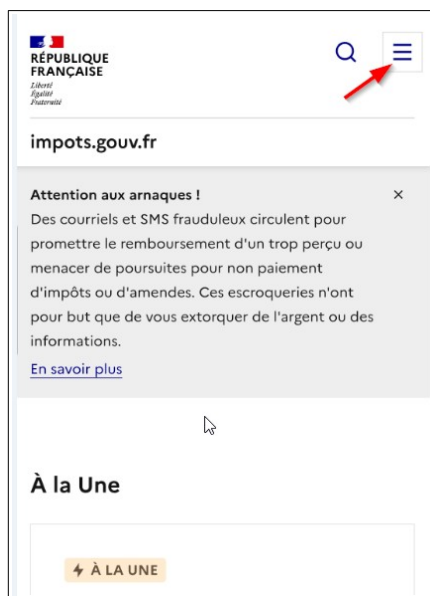 RÉPUBLIQUE
FRANÇAISE
Liberté
Égalité
Fraternité
impots.gouv.fr
Attention aux arnaques !
Des courriels et SMS frauduleux circulent pour
promettre le remboursement d'un trop perçu ou
menacer de poursuites pour non paiement
d'impôts ou d'amendes. Ces escroqueries n'ont
pour but que de vous extorquer de l'argent ou des
informations.
En savoir plus
À la Une
À LA UNE